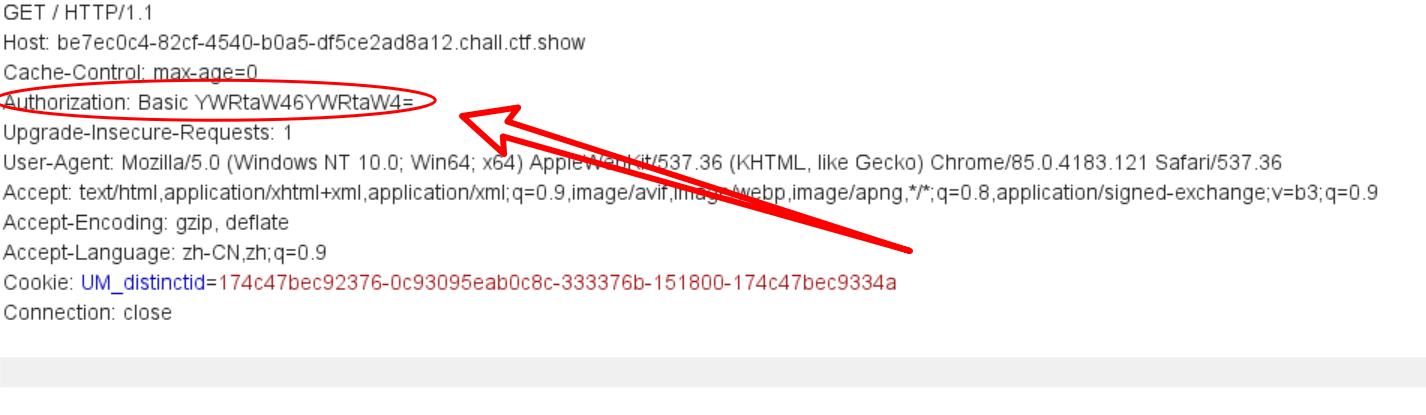 GET / HTTP/1.1
Host: be7ec0c4-82cf-4540-b0a5-df5ce2ad8a12.chall.ctf.show
Cache-Control: max-age=0
Authorization: Basic YWRtaW46YWRtaW4=
Upgrade-Insecure-Requests: 1
User-Agent: Mozilla/5.0 (Windows NT 10.0; Win64; x64) AppleWebKit/537.36 (KHTML, like Gecko) Chrome/85.0.4183.121 Safari/537.36
Accept: text/html,application/xhtml+xml,application/xml;q=0.9,image/avif,image/webp,image/apng,*/*;q=0.8,application/signed-exchange;v=b3;q=0.9
Accept-Encoding: gzip, deflate
Accept-Language: zh-CN,zh;q=0.9
Cookie: UM_distinctid=174c47bec92376-0c93095eab0c8c-333376b-151800-174c47bec9334a
Connection: close